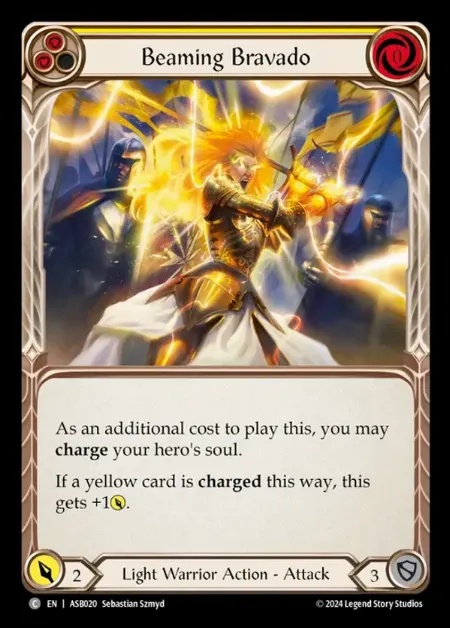 Beaming Bravado
0
As an additional cost to play this, you may
charge your hero's soul.
If a yellow card is charged this way, this
gets +1.
2
Light Warrior Action - Attack
3
C EN | ASB020 Sebastian Szmyd
© 2024 Legend Story Studios